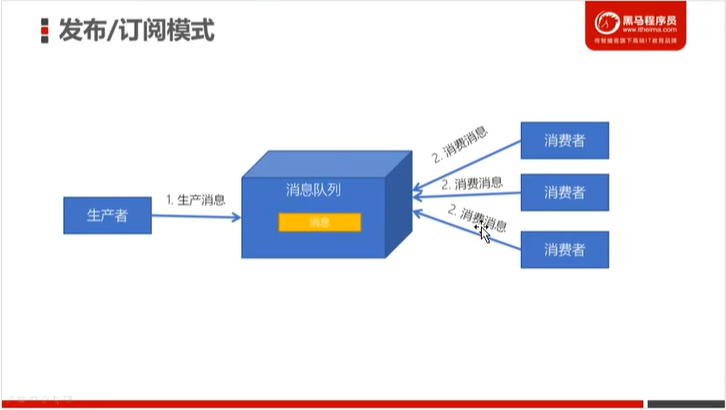 发布/订阅模式
黑马程序员
www.itheima.com
传智播客旗下高端IT教育品牌
2. 消费消息
消费者
消息队列
2. 消费消息
消费者
1. 生产消息
生产者
消息
2. 消费消息
消费者